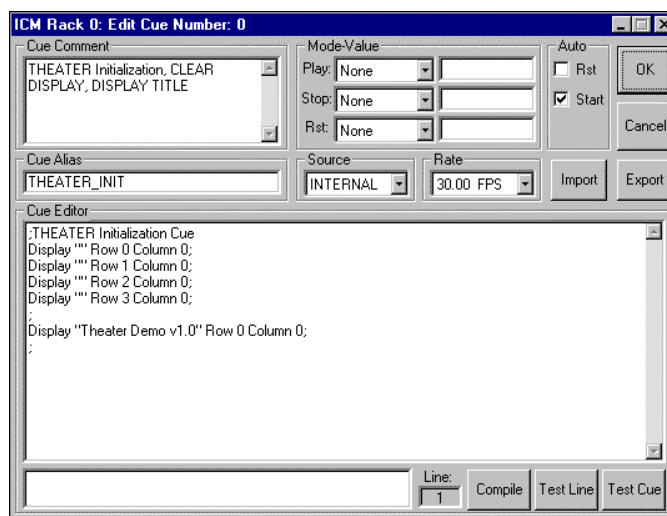 ICM Rack 0: Edit Cue Number: 0
Cue Comment
THEATER Initialization, CLEAR
DISPLAY, DISPLAY TITLE
Mode-Value
Play: None
Stop: None
Rst: None
Auto
Rst
Start
OK
Cancel
Cue Alias
THEATER_INIT
Source
INTERNAL
Rate
30.00 FPS
Import
Export
Cue Editor
;THEATER Initialization Cue
Display "" Row 0 Column 0;
Display "" Row 1 Column 0;
Display "" Row 2 Column 0;
Display "" Row 3 Column 0;
;
Display "Theater Demo v1.0" Row 0 Column 0;
;
Line:
1
Compile
Test Line
Test Cue